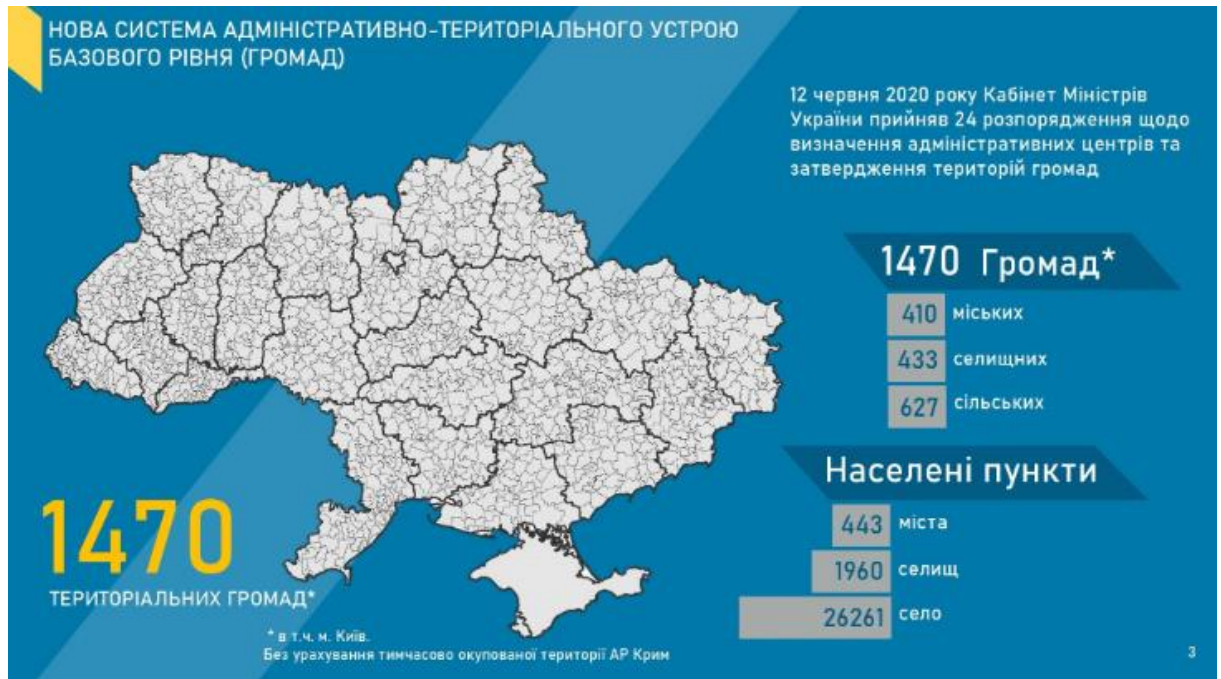 НОВА СИСТЕМА АДМІНІСТРАТИВНО-ТЕРИТОРІАЛЬНОГО УСТРОЮ
БАЗОВОГО РІВНЯ (ГРОМАД)
12 червня 2020 року Кабінет Міністрів
України прийняв 24 розпорядження щодо
визначення адміністративних центрів та
затвердження територій громад
1470 Громад*
410 міських
433 селищних
627 сільських
Населені пункти
443 міста
1960 селищ
26261 село
1470
ТЕРИТОРІАЛЬНИХ ГРОМАД*
* в т.ч. м. Київ.
Без урахування тимчасово окупованої території АР Крим
3